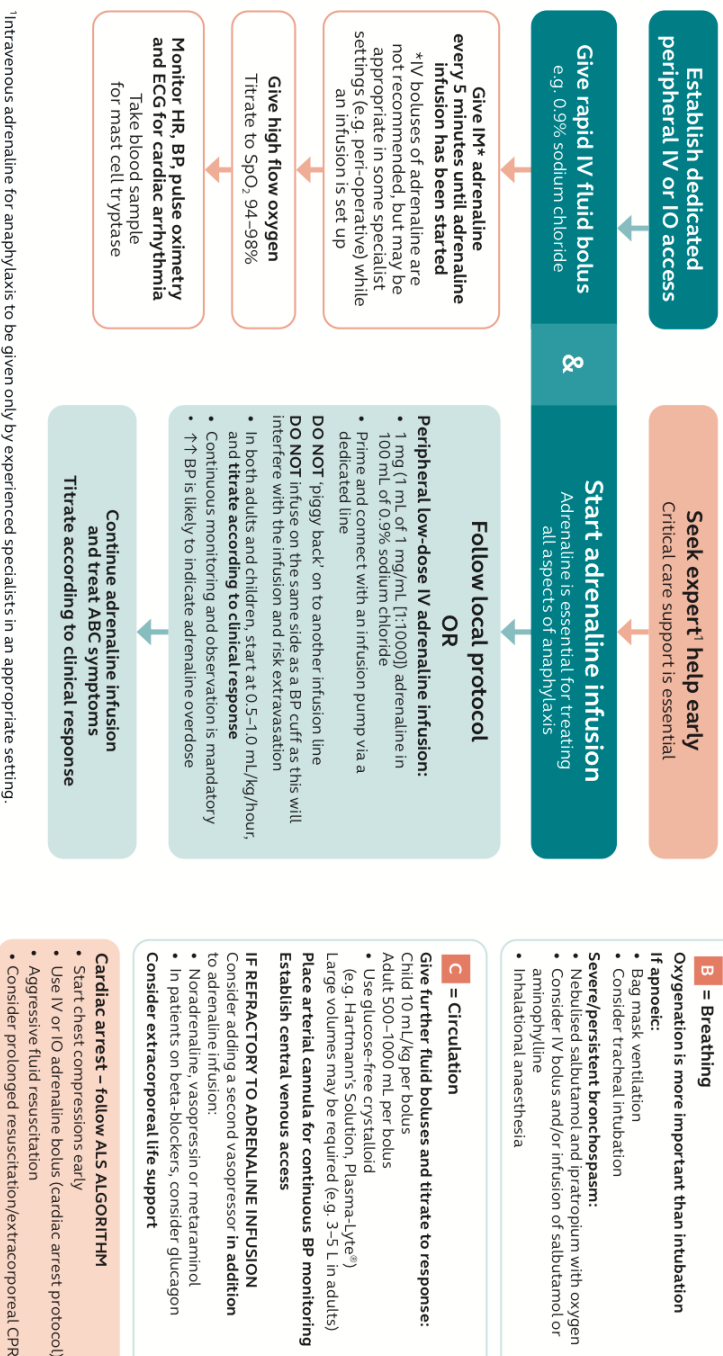 Establish dedicated
peripheral IV or IO access
Seek expert¹ help early
Critical care support is essential
Give rapid IV fluid bolus
e.g. 0.9% sodium chloride
&
Start adrenaline infusion
Adrenaline is essential for treating
all aspects of anaphylaxis
Give IM* adrenaline
every 5 minutes until adrenaline
infusion has been started
*IV boluses of adrenaline are
not recommended, but may be
appropriate in some specialist
settings (e.g. peri-operative) while
an infusion is set up
Give high flow oxygen
Titrate to SpO₂ 94–98%
Monitor HR, BP, pulse oximetry
and ECG for cardiac arrhythmia
Take blood sample
for mast cell tryptase
Follow local protocol
OR
Peripheral low-dose IV adrenaline infusion:
• 1 mg (1 mL of 1 mg/mL [1:1000]) adrenaline in
100 mL of 0.9% sodium chloride
• Prime and connect with an infusion pump via a
dedicated line
DO NOT 'piggy back' on to another infusion line
DO NOT infuse on the same side as a BP cuff as this will
interfere with the infusion and risk extravasation
• In both adults and children, start at 0.5–1.0 mL/kg/hour,
and titrate according to clinical response
• Continuous monitoring and observation is mandatory
• ↑↑ BP is likely to indicate adrenaline overdose
Continue adrenaline infusion
and treat ABC symptoms
Titrate according to clinical response
¹Intravenous adrenaline for anaphylaxis to be given only by experienced specialists in an appropriate setting.
B = Breathing
Oxygenation is more important than intubation
If apnoeic:
• Bag mask ventilation
• Consider tracheal intubation
Severe/persistent bronchospasm:
• Nebulised salbutamol and ipratropium with oxygen
• Consider IV bolus and/or infusion of salbutamol or
aminophylline
• Inhalational anaesthesia
C = Circulation
Give further fluid boluses and titrate to response:
Child 10 mL/kg per bolus
Adult 500–1000 mL per bolus
• Use glucose-free crystalloid
(e.g. Hartmann's Solution, Plasma-Lyte®)
Large volumes may be required (e.g. 3–5 L in adults)
Place arterial cannula for continuous BP monitoring
Establish central venous access
IF REFRACTORY TO ADRENALINE INFUSION
Consider adding a second vasopressor in addition
to adrenaline infusion:
• Noradrenaline, vasopressin or metaraminol
• In patients on beta-blockers, consider glucagon
Consider extracorporeal life support
Cardiac arrest – follow ALS ALGORITHM
• Start chest compressions early
• Use IV or IO adrenaline bolus (cardiac arrest protocol)
• Aggressive fluid resuscitation
• Consider prolonged resuscitation/extracorporeal CPR